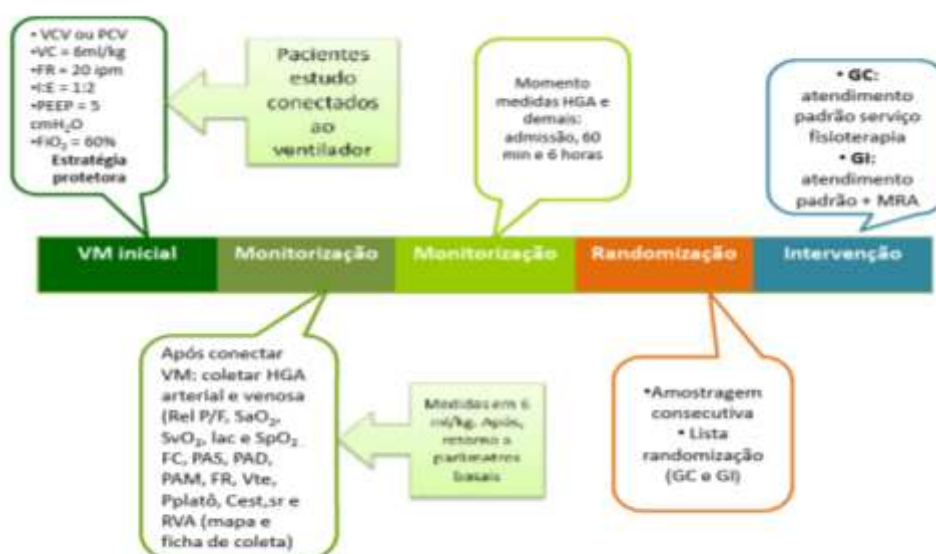 • VCV ou PCV
•VC = 6ml/kg
•FR = 20 ipm
•I:E = 1:2
•PEEP = 5
cmH₂O
•FiO₂ = 60%
Estratégia
protetora
Pacientes
estudo
conectados
ao
ventilador
Momento
medidas HGA e
demais:
admissão, 60
min e 6 horas
• GC:
atendimento
padrão serviço
fisioterapia
• GI:
atendimento
padrão + MRA
VM inicial
Monitorização
Monitorização
Randomização
Intervenção
Após conectar
VM: coletar HGA
arterial e venosa
(Rel P/F, SaO₂,
SvO₂, lac e SpO₂
FC, PAS, PAD,
PAM, FR, Vte,
Pplatô, Cest,sr e
RVA (mapa e
ficha de coleta)
Medidas em 6
ml/kg. Após,
retorno a
parâmetros
basais
•Amostragem
consecutiva
• Lista
randomização
(GC e GI)